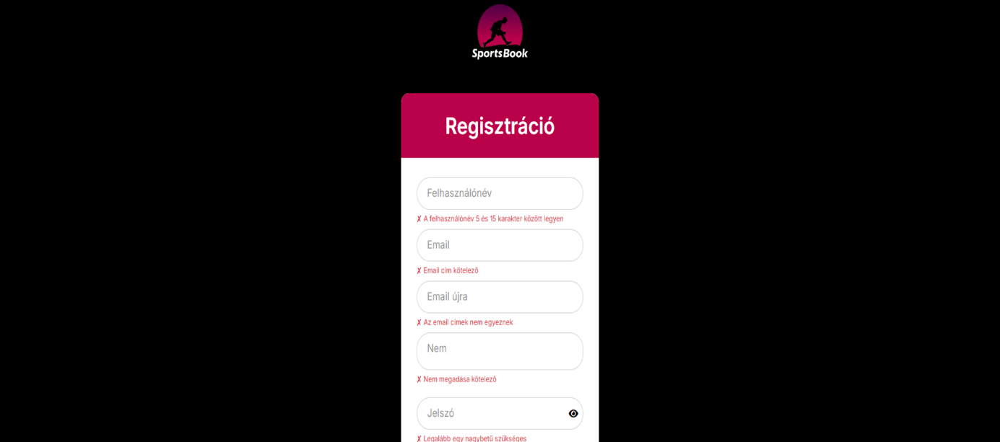 SportsBook
Regisztráció
Felhasználónév
✗ A felhasználónév 5 és 15 karakter között legyen
Email
✗ Email cím kötelező
Email újra
✗ Az email címek nem egyeznek
Nem
✗ Nem megadása kötelező
Jelszó
✗ Legalább egy nagybetű szükséges